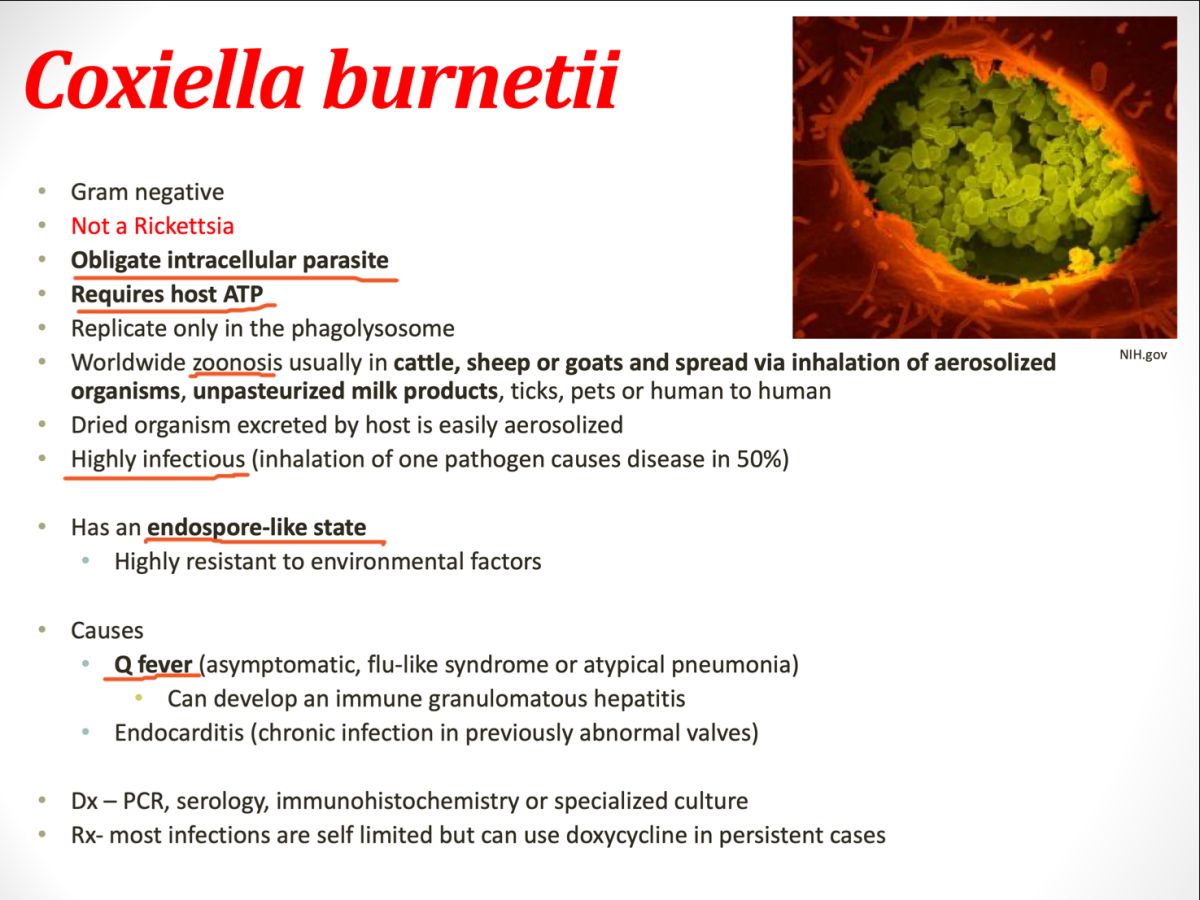 Coxiella burnetii
• Gram negative
• Not a Rickettsia
• Obligate intracellular parasite
• Requires host ATP
• Replicate only in the phagolysosome
• Worldwide zoonosis usually in cattle, sheep or goats and spread via inhalation of aerosolized
organisms, unpasteurized milk products, ticks, pets or human to human
• Dried organism excreted by host is easily aerosolized
• Highly infectious (inhalation of one pathogen causes disease in 50%)
• Has an endospore-like state
• Highly resistant to environmental factors
• Causes
• Q fever (asymptomatic, flu-like syndrome or atypical pneumonia)
• Can develop an immune granulomatous hepatitis
• Endocarditis (chronic infection in previously abnormal valves)
• Dx – PCR, serology, immunohistochemistry or specialized culture
• Rx- most infections are self limited but can use doxycycline in persistent cases
NIH.gov